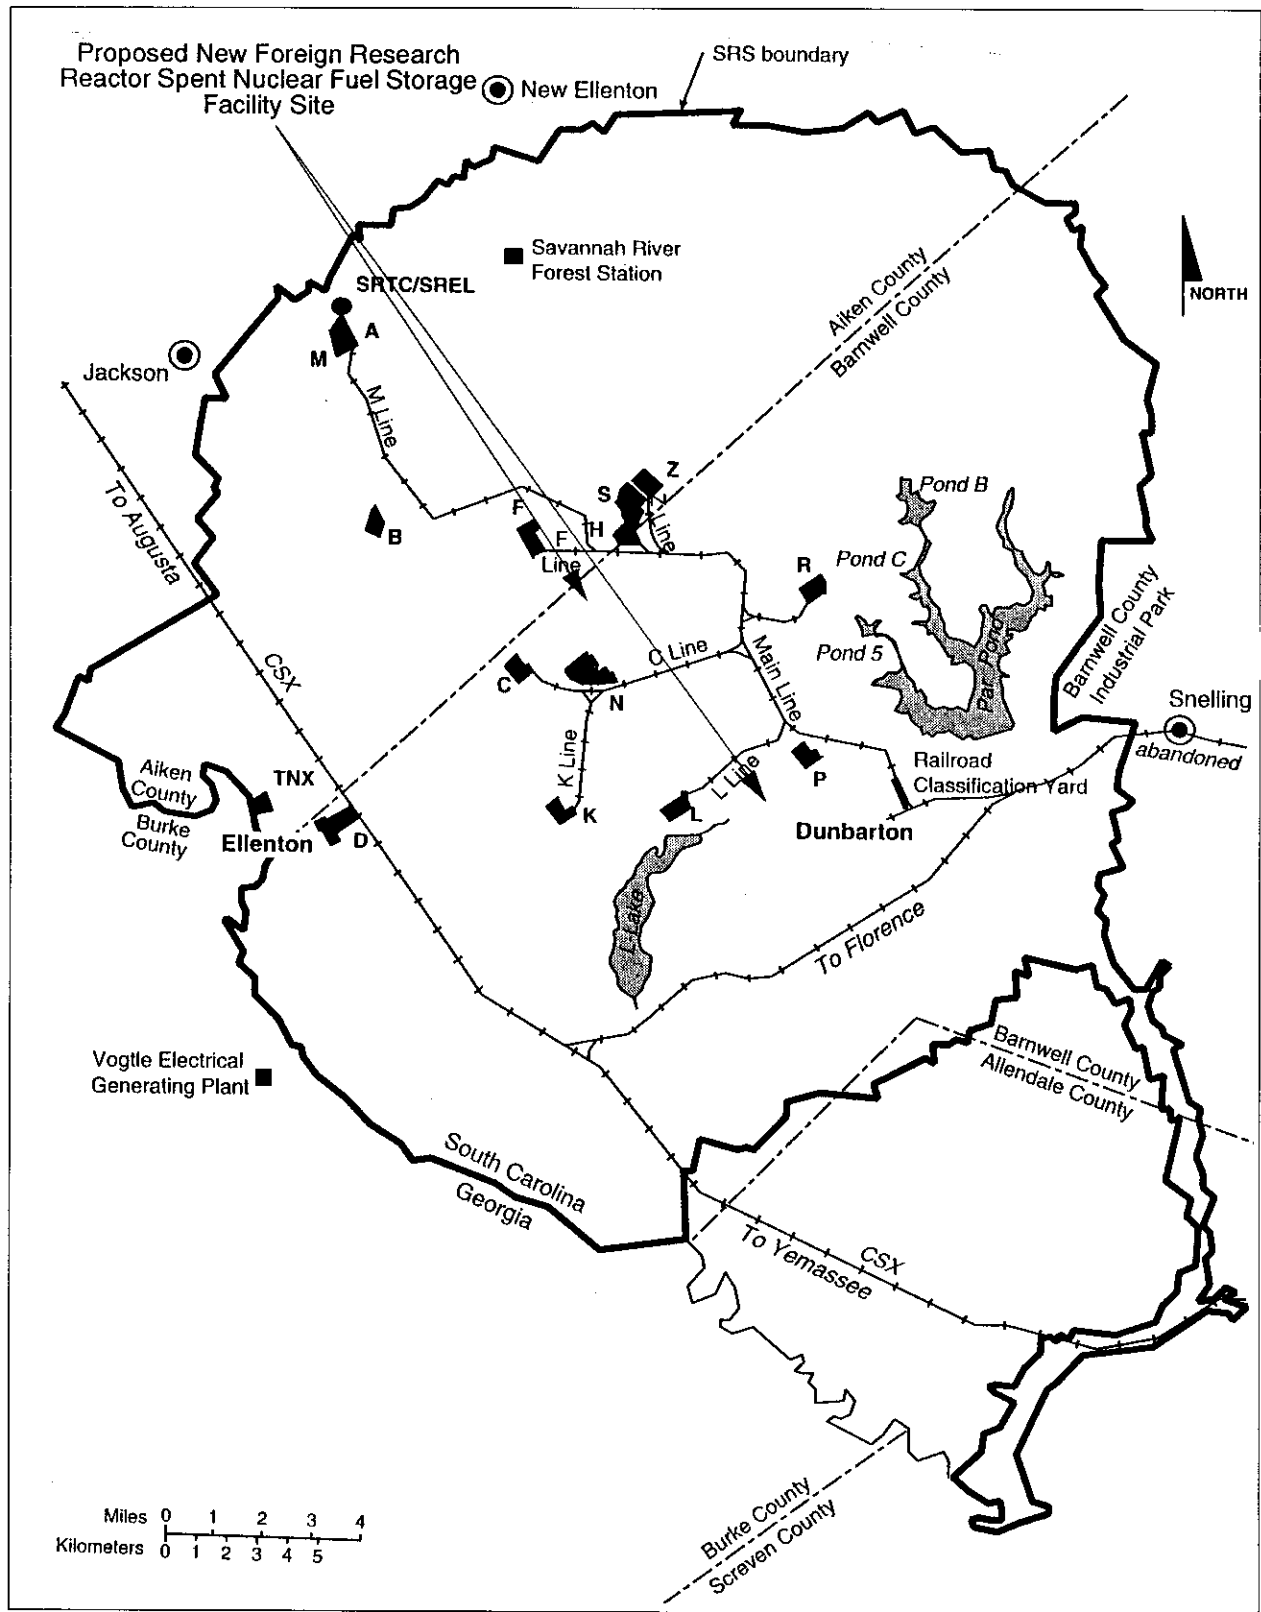 Proposed New Foreign Research
Reactor Spent Nuclear Fuel Storage
Facility Site
SRS boundary
New Ellenton
Savannah River
Forest Station
Aiken County
Barnwell County
NORTH
SRTC/SREL
A
M
Jackson
M Line
To Augusta
B
F
F
Line
H
S
Z
Z Line
R
Pond B
Pond C
Pond 5
Par Pond
Barnwell County
Industrial Park
Snelling
abandoned
CSX
C
C Line
N
Main Line
K Line
K
L Line
L
P
Railroad
Classification Yard
Dunbarton
Aiken
County
Burke
County
TNX
Ellenton
D
L Lake
To Florence
Vogtle Electrical
Generating Plant
Barnwell County
Allendale County
South Carolina
Georgia
CSX
To Yemassee
Burke County
Screven County
Miles 0 1 2 3 4
Kilometers 0 1 2 3 4 5